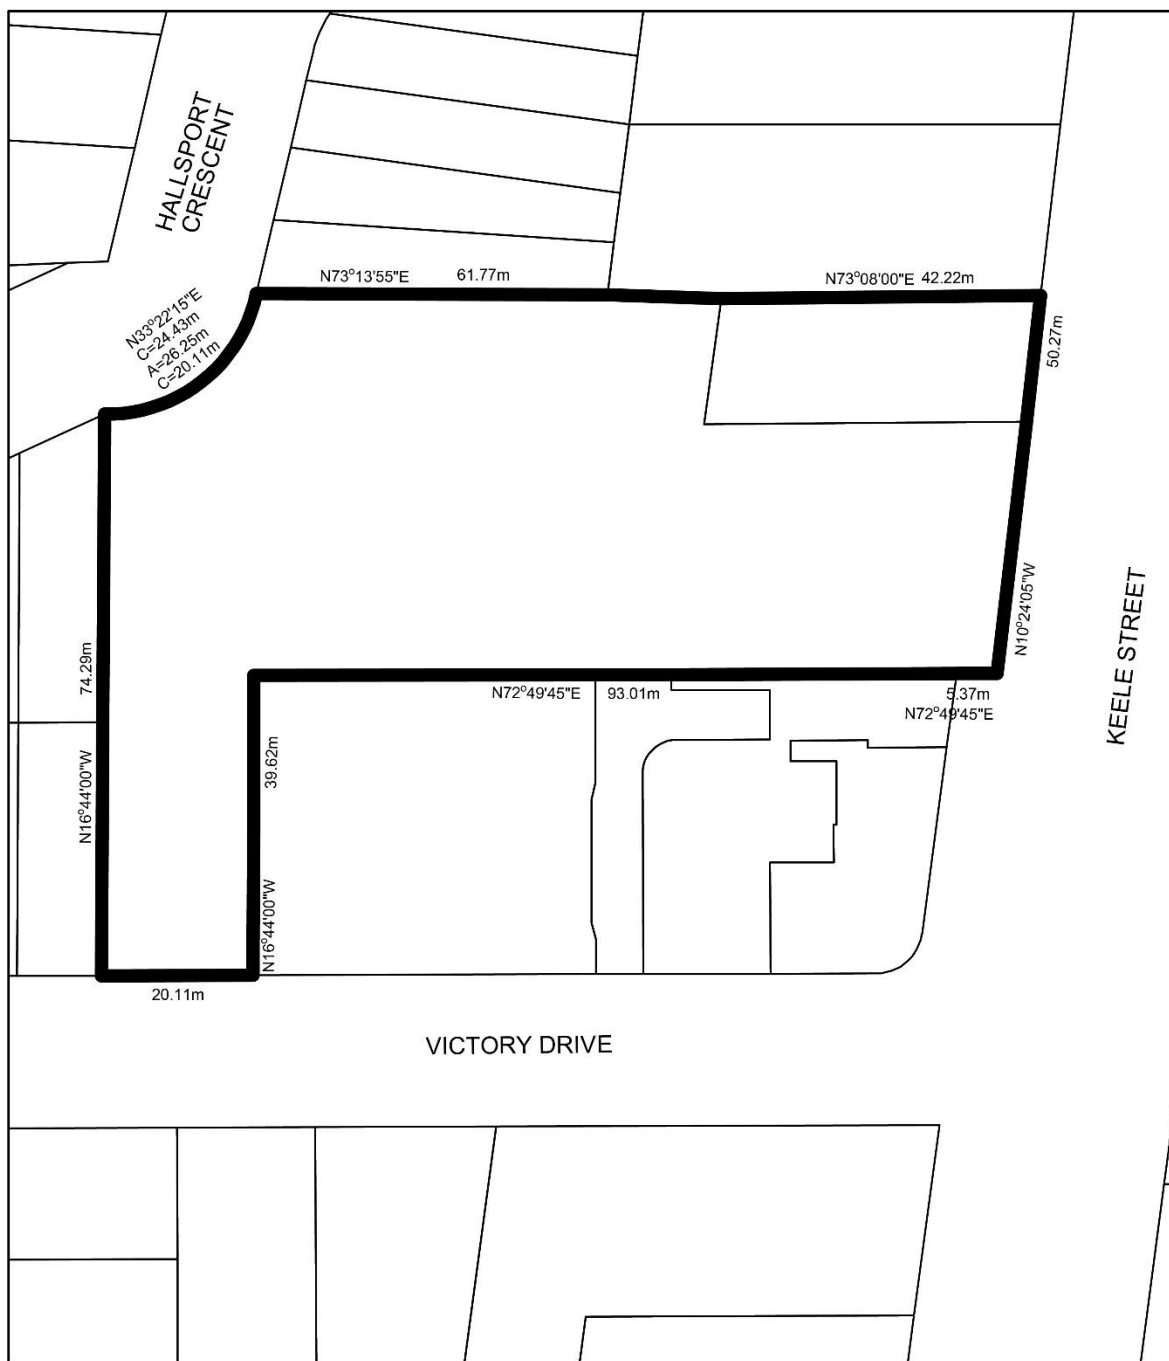 HALLSPORT
CRESCENT
N73°13'55"E 61.77m
N73°08'00"E 42.22m
N33°22'15"E
C=24.43m
A=26.25m
C=20.11m
50.27m
N10°24'05"W
KEELE STREET
74.29m
N16°44'00"W
N72°49'45"E 93.01m
5.37m
N72°49'45"E
39.62m
N16°44'00"W
20.11m
VICTORY DRIVE